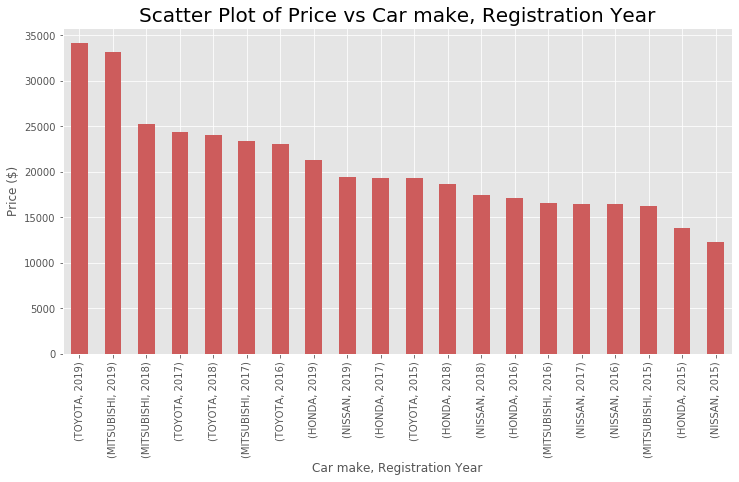 Scatter Plot of Price vs Car make, Registration Year
Price ($)
35000
30000
25000
20000
15000
10000
5000
0
(TOYOTA, 2019)
(MITSUBISHI, 2019)
(MITSUBISHI, 2018)
(TOYOTA, 2017)
(TOYOTA, 2018)
(MITSUBISHI, 2017)
(TOYOTA, 2016)
(HONDA, 2019)
(NISSAN, 2019)
(HONDA, 2017)
(TOYOTA, 2015)
(HONDA, 2018)
(NISSAN, 2018)
(HONDA, 2016)
(MITSUBISHI, 2016)
(NISSAN, 2017)
(NISSAN, 2016)
(MITSUBISHI, 2015)
(HONDA, 2015)
(NISSAN, 2015)
Car make, Registration Year